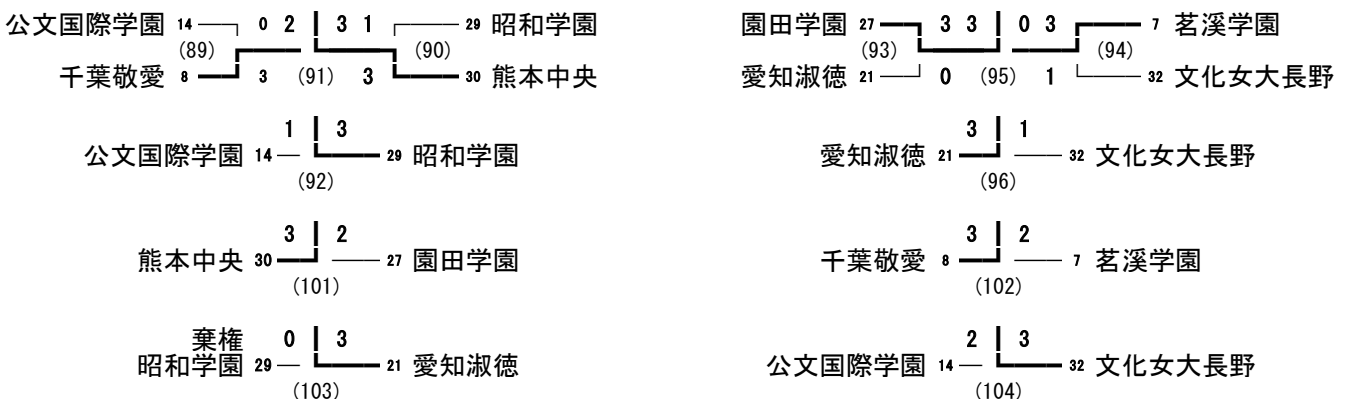 公文国際学園 14 0 2 3 1 29 昭和学園
(89) (90)
千葉敬愛 8 3 (91) 3 30 熊本中央
園田学園 27 3 3 0 3 7 茗溪学園
(93) (94)
愛知淑徳 21 0 (95) 1 32 文化女大長野
1 3
公文国際学園 14 29 昭和学園
(92)
3 1
愛知淑徳 21 32 文化女大長野
(96)
3 2
熊本中央 30 27 園田学園
(101)
3 2
千葉敬愛 8 7 茗溪学園
(102)
棄権 0 3
昭和学園 29 21 愛知淑徳
(103)
2 3
公文国際学園 14 32 文化女大長野
(104)